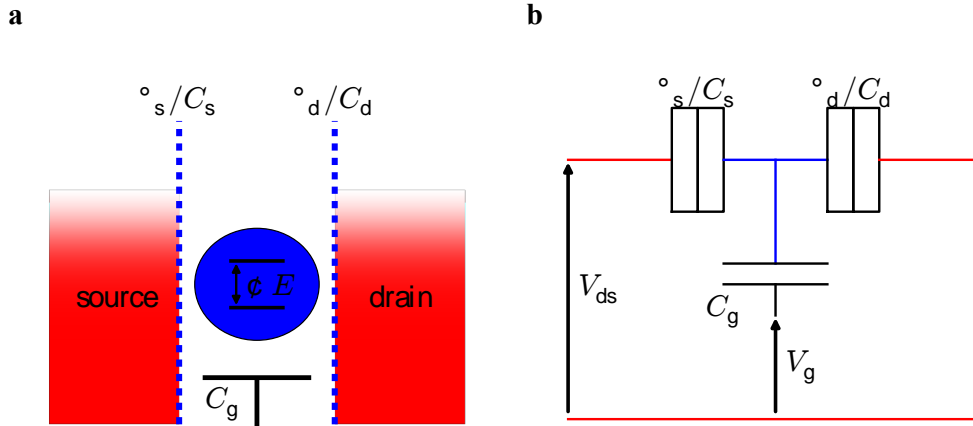 a
b
°s/Cs
°d/Cd
°s/Cs
°d/Cd
source
¢ E
drain
Cg
Vds
Cg
Vg